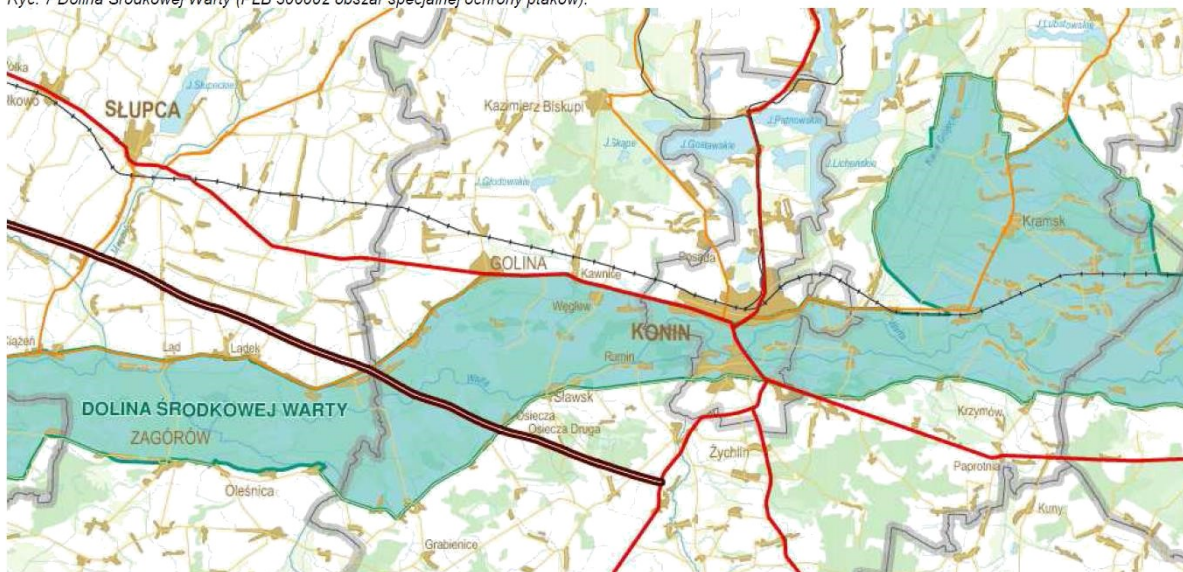 Ryc. 7 Dolina Środkowej Warty (PLB 300002 obszar specjalnej ochrony ptaków).
J. Lubstowskie
SŁUPCA
J. Słupeckie
Kazimierz Biskupi
J. Pątnowskie
J. Gosławskie
J. Skąpe
J. Licheńskie
J. Głodowskie
Kramsk
Posada
GOLINA
Kawnice
Węglew
KONIN
Warta
Ląd
Lądek
Rumin
Warta
Sławsk
DOLINA ŚRODKOWEJ WARTY
Osiecza
Osiecza Druga
Krzymów
ZAGÓRÓW
Żychlin
Paprotnia
Oleśnica
Kuny
Grabienice